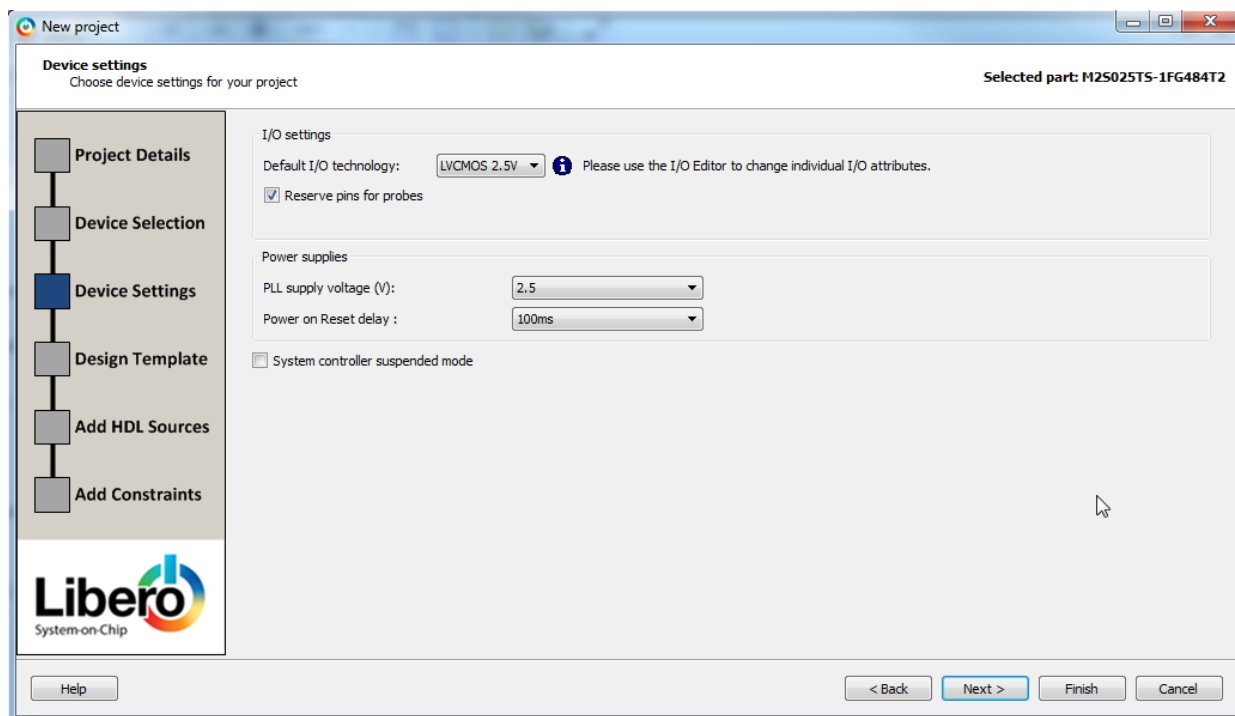 New project
Device settings
Choose device settings for your project
Selected part: M2S025TS-1FG484T2
Project Details
Device Selection
Device Settings
Design Template
Add HDL Sources
Add Constraints
Libero
System-on-Chip
I/O settings
Default I/O technology: LVCMOS 2.5V i Please use the I/O Editor to change individual I/O attributes.
Reserve pins for probes
Power supplies
PLL supply voltage (V): 2.5
Power on Reset delay : 100ms
System controller suspended mode
Help < Back Next > Finish Cancel